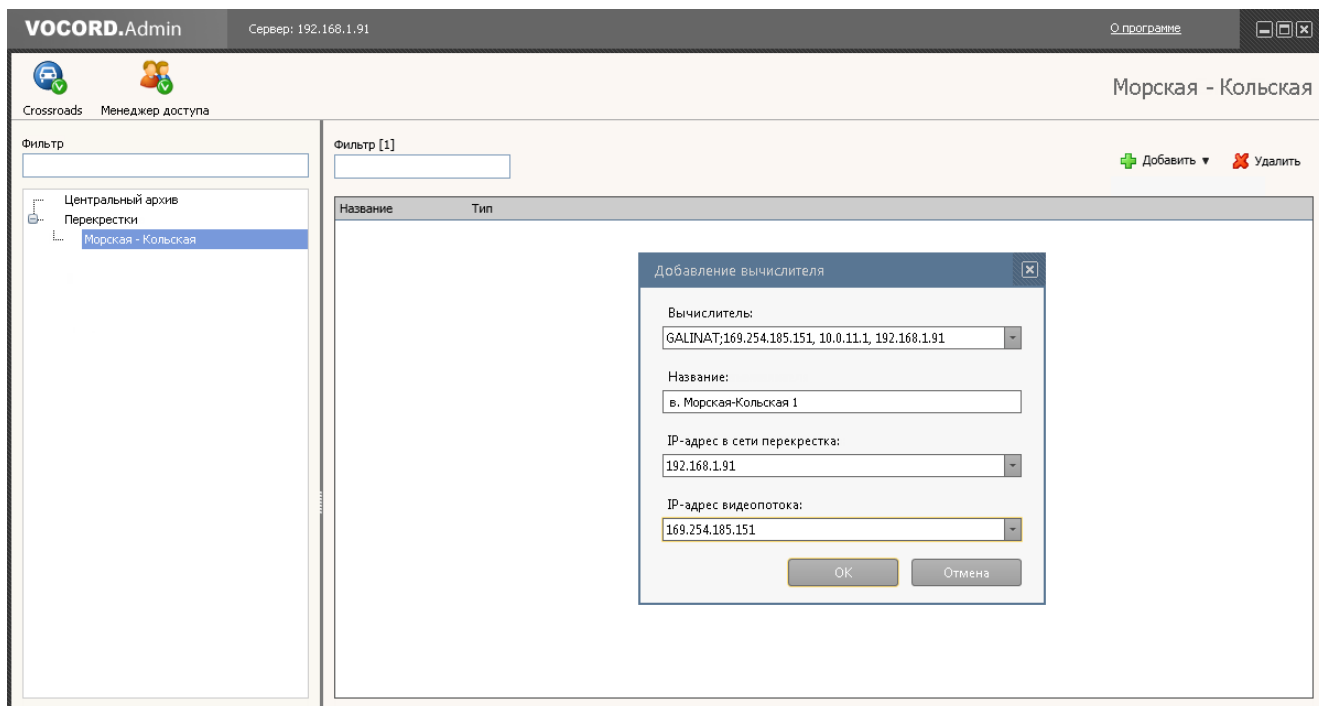 VOCORD.Admin
Сервер: 192.168.1.91
О программе
Crossroads
Менеджер доступа
Морская - Кольская
Фильтр
Фильтр [1]
Добавить
Удалить
Центральный архив
Перекрестки
Морская - Кольская
Название
Тип
Добавление вычислителя
Вычислитель:
GALINAT;169.254.185.151, 10.0.11.1, 192.168.1.91
Название:
в. Морская-Кольская 1
IP-адрес в сети перекрестка:
192.168.1.91
IP-адрес видеопотока:
169.254.185.151
OK
Отмена